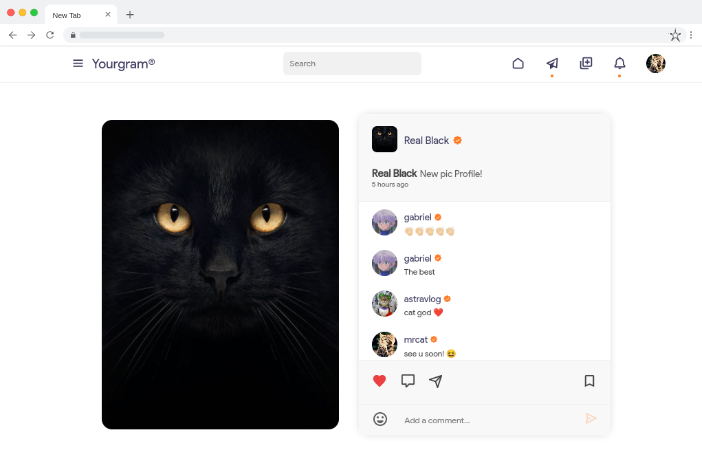 New Tab
Yourgram®
Search
Real Black
Real Black New pic Profile!
5 hours ago
gabriel
👏🏻👏🏻👏🏻👏🏻👏🏻
gabriel
The best
astravlog
cat god ❤️
mrcat
see u soon! 😆
Add a comment...